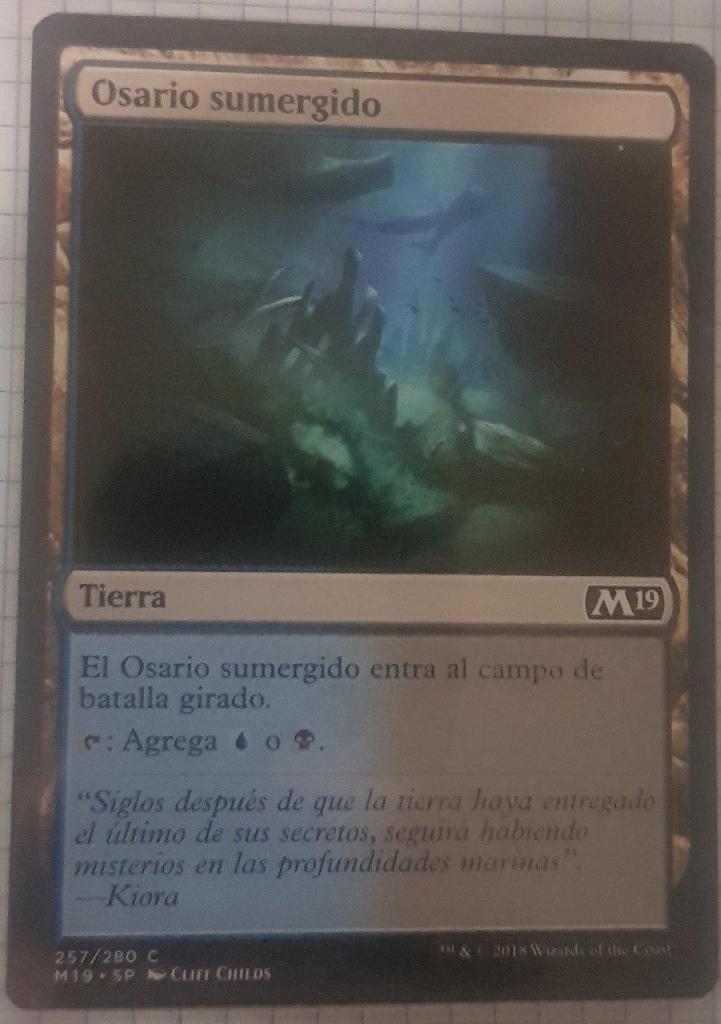 Osario sumergido
Tierra
M19
El Osario sumergido entra al campo de
batalla girado.
: Agrega o .
“Siglos después de que la tierra haya entregado
el último de sus secretos, seguirá habiendo
misterios en las profundidades marinas”.
—Kiora
257/280 C
™ & © 2018 Wizards of the Coast
M19 • SP Cliff Childs